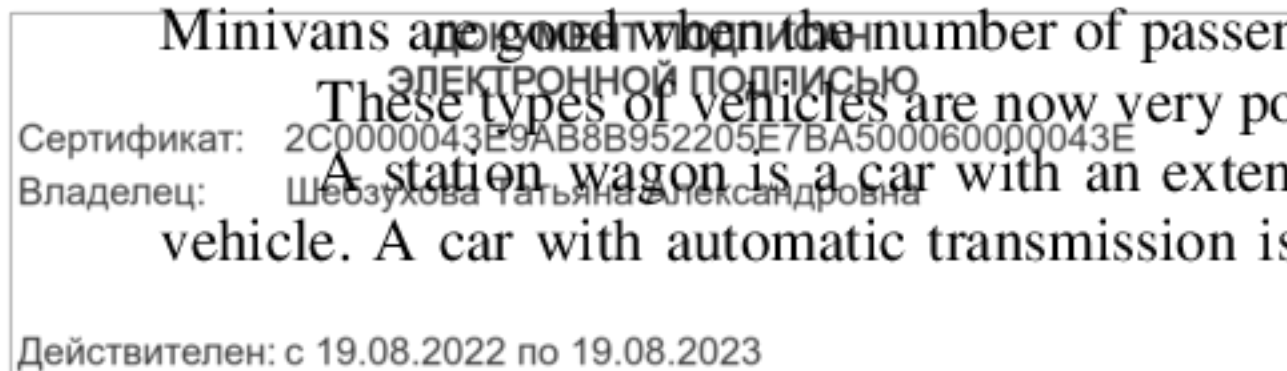 Minivans are good when the number of passen
ДОКУМЕНТ ПОДПИСАН
ЭЛЕКТРОННОЙ ПОДПИСЬЮ
These types of vehicles are now very po
Сертификат: 2C0000043E9AB8B952205E7BA500060000043E
A station wagon is a car with an exten
Владелец: Шебзухова Татьяна Александровна
vehicle. A car with automatic transmission is
Действителен: с 19.08.2022 по 19.08.2023